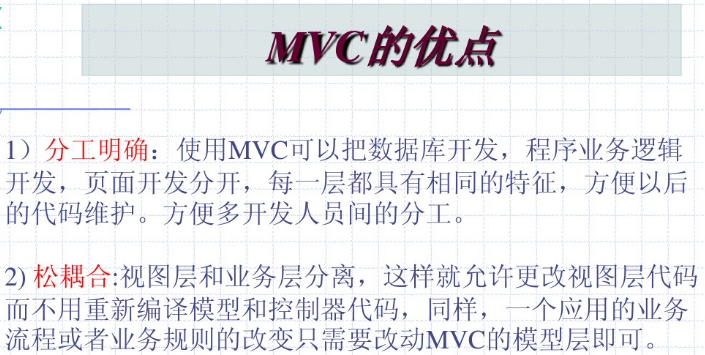 MVC的优点
1）分工明确：使用MVC可以把数据库开发，程序业务逻辑
开发，页面开发分开，每一层都具有相同的特征，方便以后
的代码维护。方便多开发人员间的分工。
2) 松耦合:视图层和业务层分离，这样就允许更改视图层代码
而不用重新编译模型和控制器代码，同样，一个应用的业务
流程或者业务规则的改变只需要改动MVC的模型层即可。